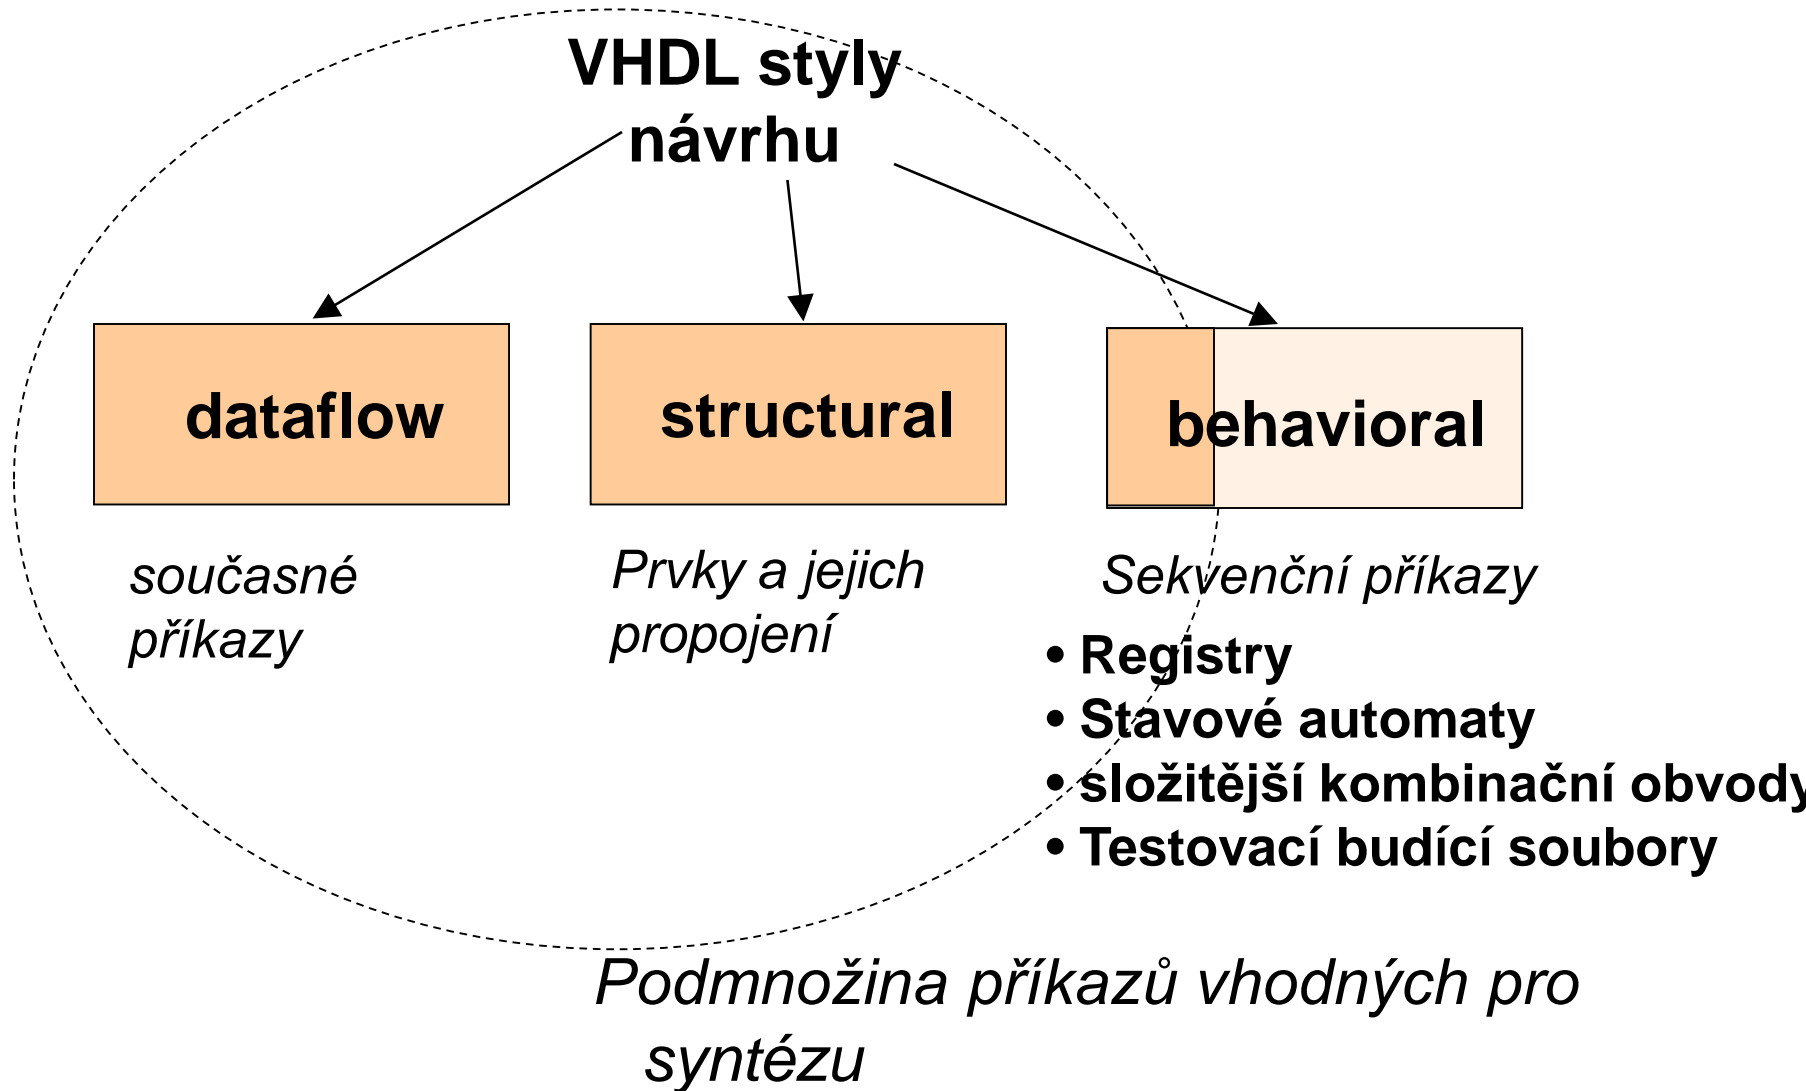 VHDL styly
návrhu
dataflow
structural
behavioral
současné
příkazy
Prvky a jejich
propojení
Sekvenční příkazy
• Registry
• Stavové automaty
• složitější kombinační obvody
• Testovací budící soubory
Podmnožina příkazů vhodných pro
syntézu